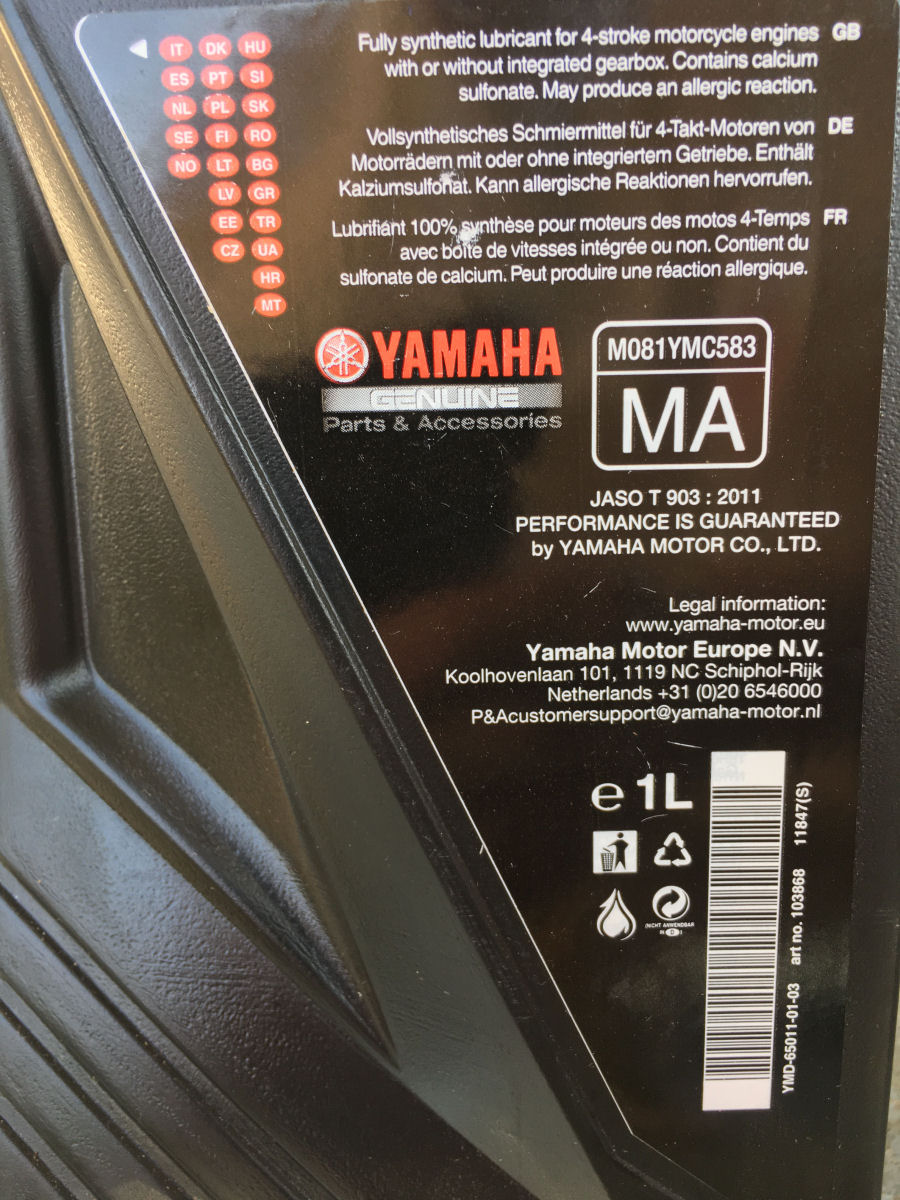 IT DK HU
ES PT SI
NL PL SK
SE FI RO
NO LT BG
LV GR
EE TR
CZ UA
HR
MT
Fully synthetic lubricant for 4-stroke motorcycle engines GB
with or without integrated gearbox. Contains calcium
sulfonate. May produce an allergic reaction.
Vollsynthetisches Schmiermittel für 4-Takt-Motoren von DE
Motorrädern mit oder ohne integriertem Getriebe. Enthält
Kalziumsulfonat. Kann allergische Reaktionen hervorrufen.
Lubrifiant 100% synthèse pour moteurs des motos 4-Temps FR
avec boîte de vitesses intégrée ou non. Contient du
sulfonate de calcium. Peut produire une réaction allergique.
YAMAHA
GENUINE
Parts & Accessories
M081YMC583
MA
JASO T 903 : 2011
PERFORMANCE IS GUARANTEED
by YAMAHA MOTOR CO., LTD.
Legal information:
www.yamaha-motor.eu
Yamaha Motor Europe N.V.
Koolhovenlaan 101, 1119 NC Schiphol-Rijk
Netherlands +31 (0)20 6546000
P&Acustomersupport@yamaha-motor.nl
e 1L
(NICHT ANWENDBAR
IN D )
YMD-65011-01-03 art no. 103868 11847(S)